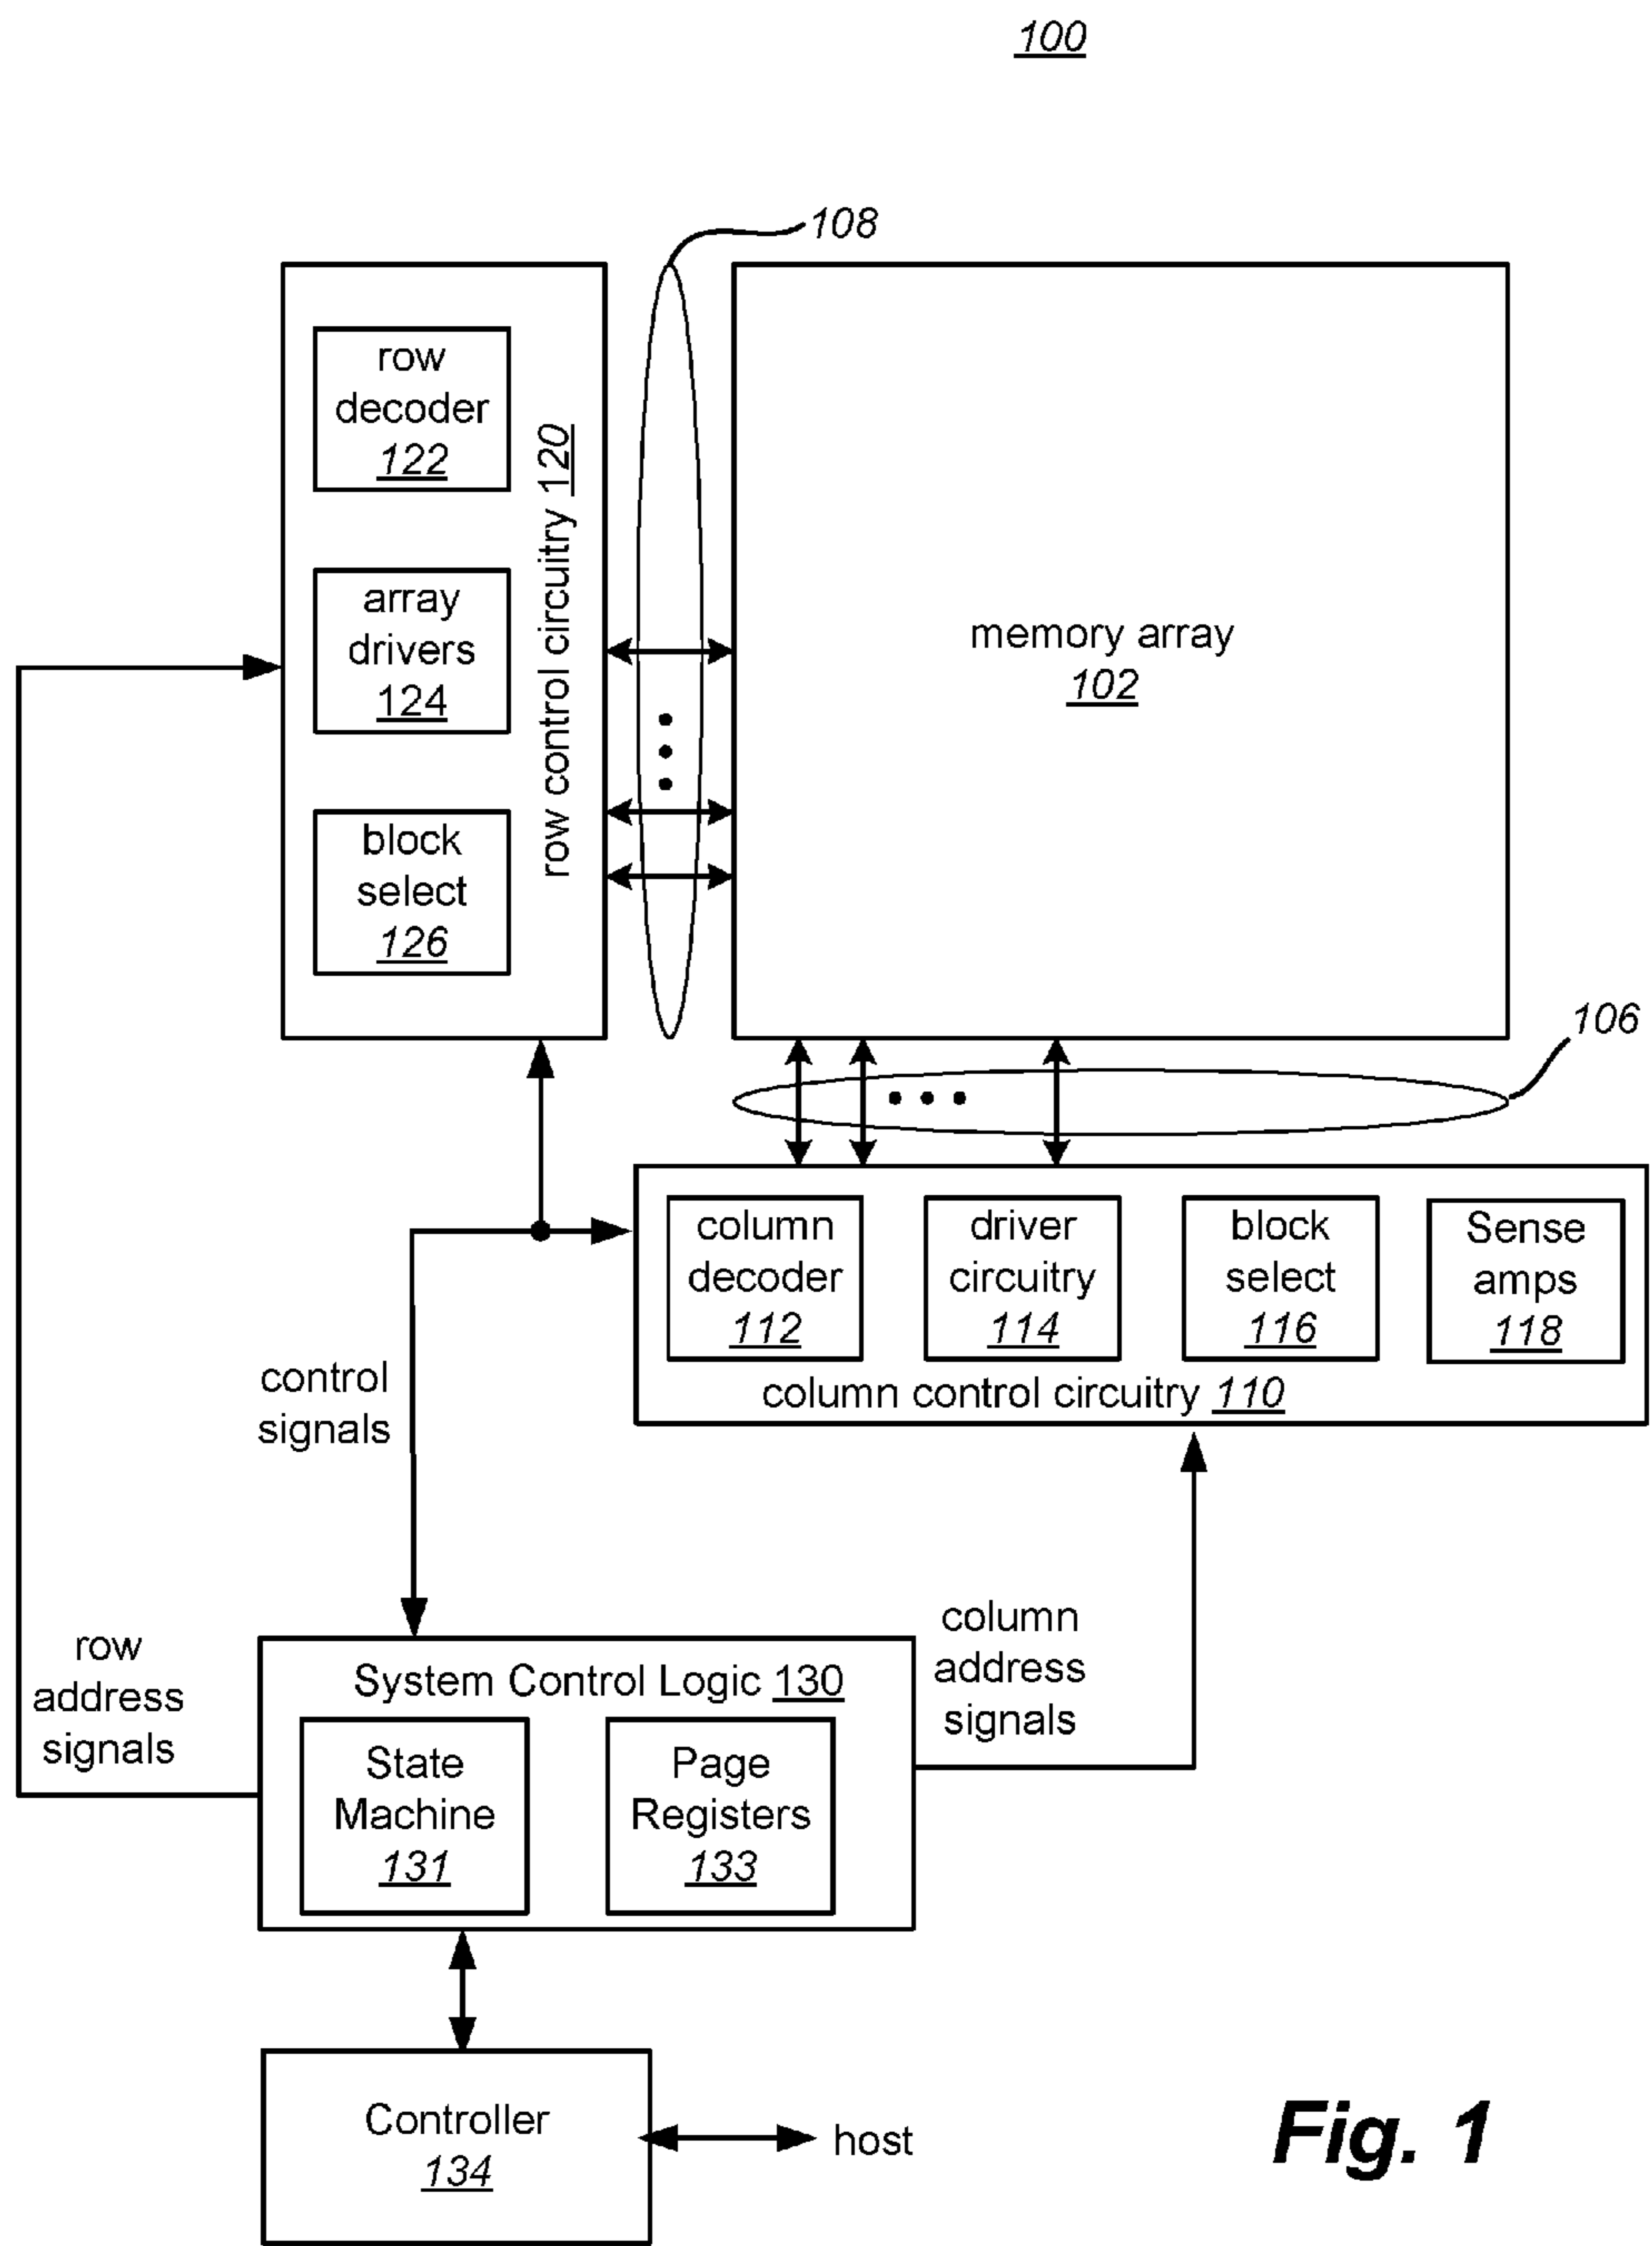 100
108
row
decoder
122
array
drivers
124
block
select
126
row control circuitry 120
memory array
102
106
column
decoder
112
driver
circuitry
114
block
select
116
Sense
amps
118
column control circuitry 110
control
signals
row
address
signals
column
address
signals
System Control Logic 130
State
Machine
131
Page
Registers
133
Controller
134
host
Fig. 1